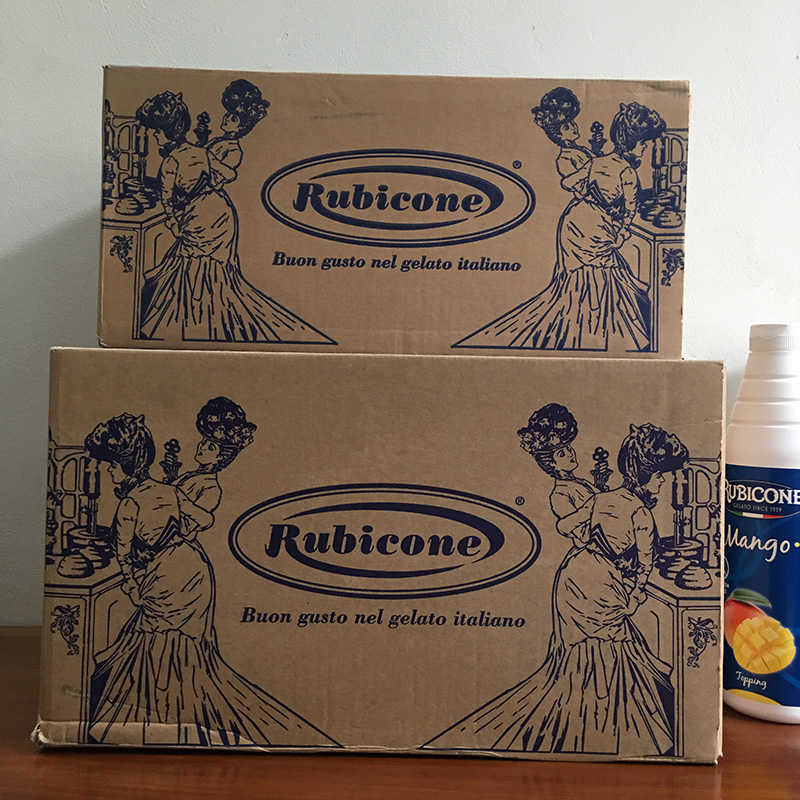 Rubicone®
Buon gusto nel gelato italiano
Rubicone®
Buon gusto nel gelato italiano
RUBICONE
GELATO SINCE 1959
Mango
Topping